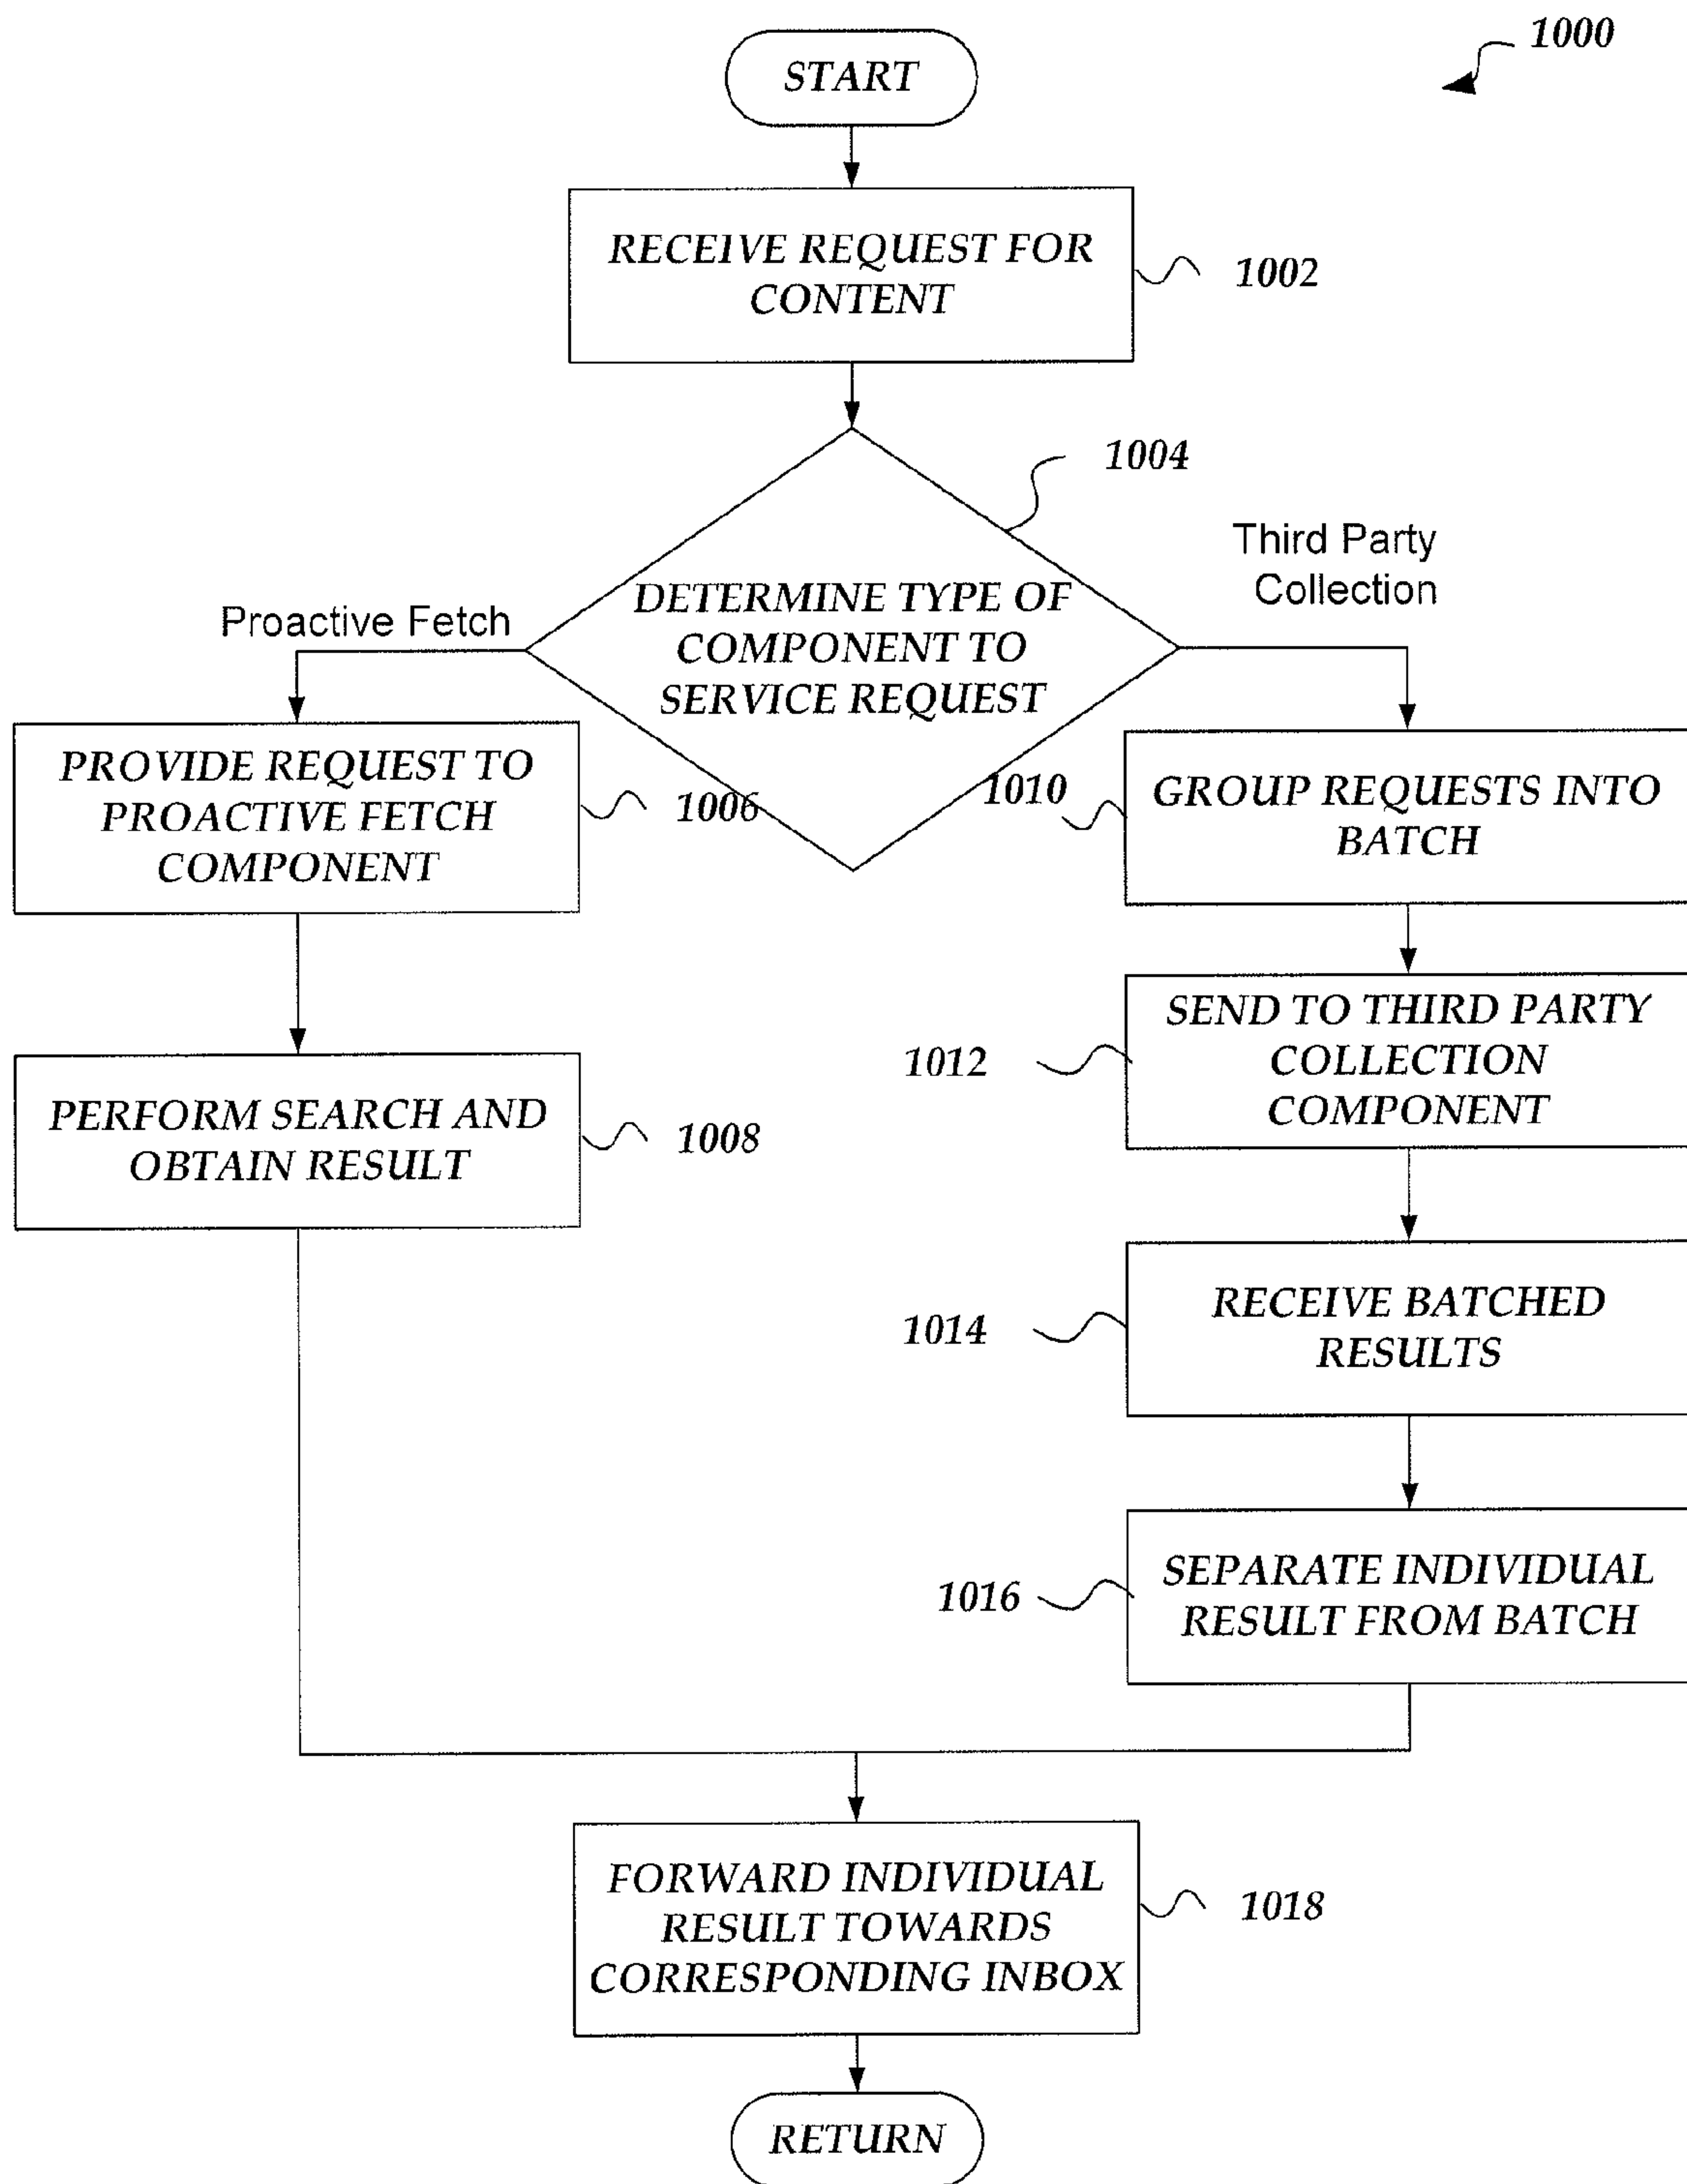 1000
START
RECEIVE REQUEST FOR
CONTENT
1002
1004
Third Party
Collection
Proactive Fetch
DETERMINE TYPE OF
COMPONENT TO
SERVICE REQUEST
PROVIDE REQUEST TO
PROACTIVE FETCH
COMPONENT
1006
1010
GROUP REQUESTS INTO
BATCH
SEND TO THIRD PARTY
COLLECTION
COMPONENT
1012
PERFORM SEARCH AND
OBTAIN RESULT
1008
RECEIVE BATCHED
RESULTS
1014
SEPARATE INDIVIDUAL
RESULT FROM BATCH
1016
FORWARD INDIVIDUAL
RESULT TOWARDS
CORRESPONDING INBOX
1018
RETURN